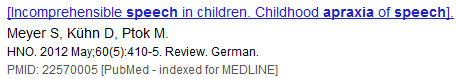 [Incomprehensible speech in children. Childhood apraxia of speech].
Meyer S, Kühn D, Ptok M.
HNO. 2012 May;60(5):410-5. Review. German.
PMID: 22570005 [PubMed - indexed for MEDLINE]